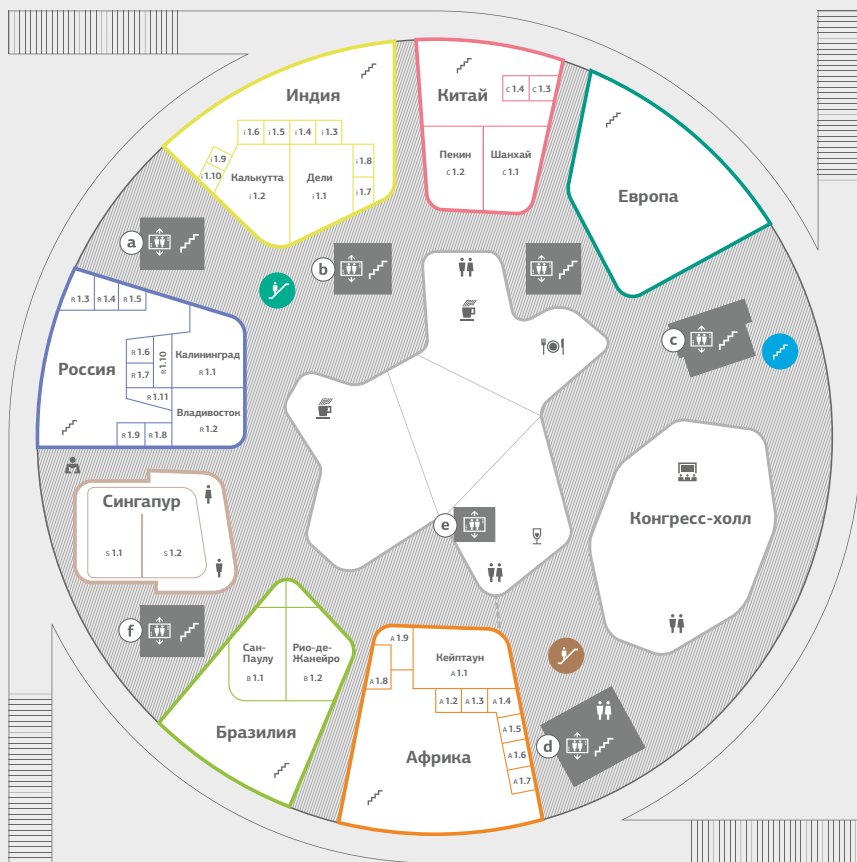 Индия
i 1.6
i 1.5
i 1.4
i 1.3
i 1.9
i 1.10
Калькутта
i 1.2
Дели
i 1.1
i 1.8
i 1.7
Китай
C 1.4
C 1.3
Пекин
C 1.2
Шанхай
C 1.1
Европа
a
b
c
R 1.3
R 1.4
R 1.5
Россия
R 1.6
R 1.7
R 1.10
R 1.11
R 1.9
R 1.8
Калининград
R 1.1
Владивосток
R 1.2
Сингапур
S 1.1
S 1.2
e
Конгресс-холл
f
Сан-
Паулу
B 1.1
Рио-де-
Жанейро
B 1.2
Бразилия
A 1.9
A 1.8
Кейптаун
A 1.1
A 1.2
A 1.3
A 1.4
A 1.5
A 1.6
A 1.7
Африка
d